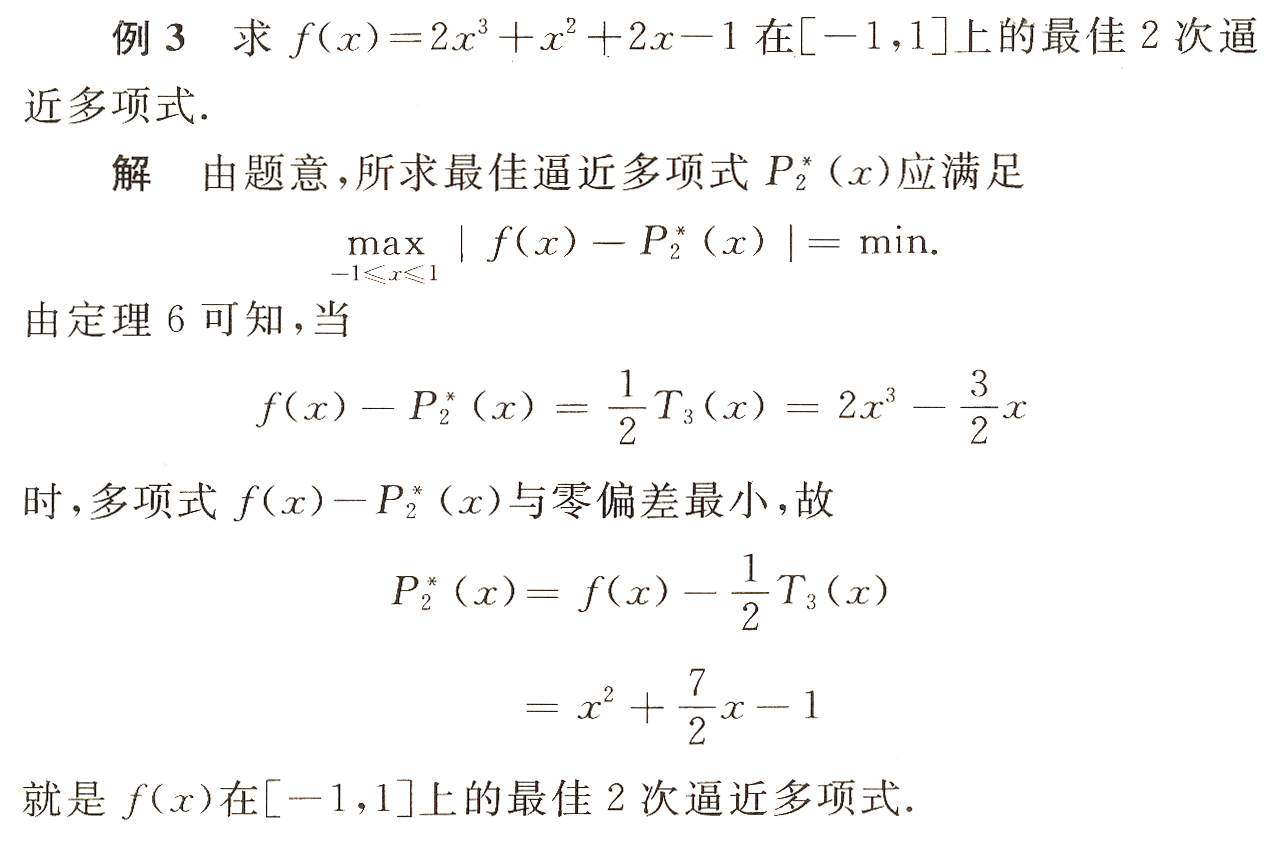 例 3 求 f(x)=2x³+x²+2x-1 在[-1,1]上的最佳 2 次逼
近多项式.
解 由题意,所求最佳逼近多项式 P₂*(x)应满足
max | f(x) - P₂*(x) | = min.
-1≤x≤1
由定理 6 可知,当
f(x) - P₂*(x) = 1/2 T₃(x) = 2x³ - 3/2 x
时,多项式 f(x)-P₂*(x)与零偏差最小,故
P₂*(x) = f(x) - 1/2 T₃(x)
= x² + 7/2 x - 1
就是 f(x)在[-1,1]上的最佳 2 次逼近多项式.